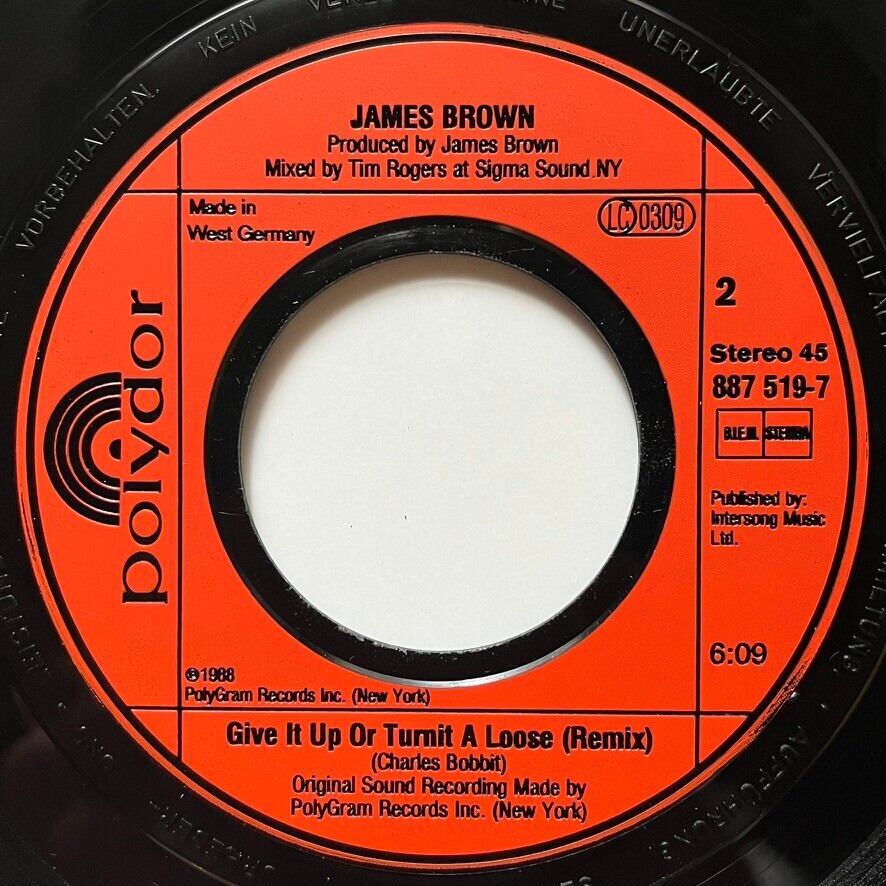 JAMES BROWN
Produced by James Brown
Mixed by Tim Rogers at Sigma Sound,NY
Made in
West Germany
LC 0309
2
Stereo 45
887 519-7
B.I.E.M. STEMRA
Published by:
Intersong Music
Ltd.
6:09
polydor
℗1988
PolyGram Records Inc. (New York)
Give It Up Or Turnit A Loose (Remix)
(Charles Bobbit)
Original Sound Recording Made by
PolyGram Records Inc. (New York)
VORBEHALTEN. KEIN
UNERLAUBTE